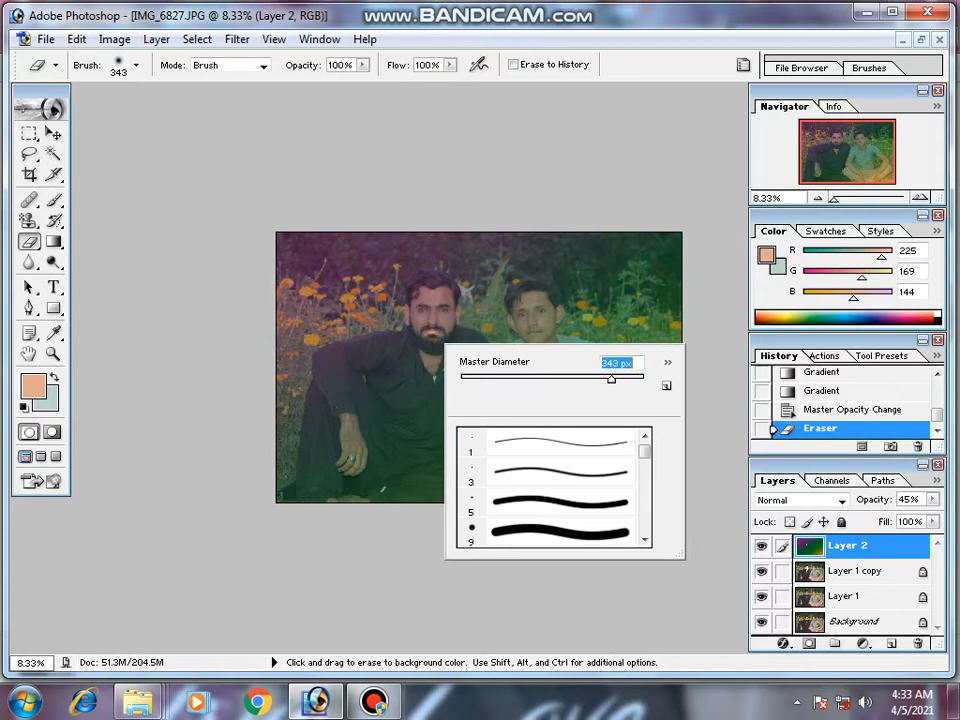 Adobe Photoshop - [IMG_6827.JPG @ 8.33% (Layer 2, RGB)]
www.BANDICAM.com
File Edit Image Layer Select Filter View Window Help
Brush: 343 Mode: Brush Opacity: 100% Flow: 100% Erase to History
File Browser Brushes
Navigator Info
8.33%
Color Swatches Styles
R 225
G 169
B 144
History Actions Tool Presets
Gradient
Gradient
Master Opacity Change
Eraser
Master Diameter 343 px
1
3
5
9
Layers Channels Paths
Normal Opacity: 45%
Lock: Fill: 100%
Layer 2
Layer 1 copy
Layer 1
Background
8.33% Doc: 51.3M/204.5M Click and drag to erase to background color. Use Shift, Alt, and Ctrl for additional options.
4:33 AM
4/5/2021